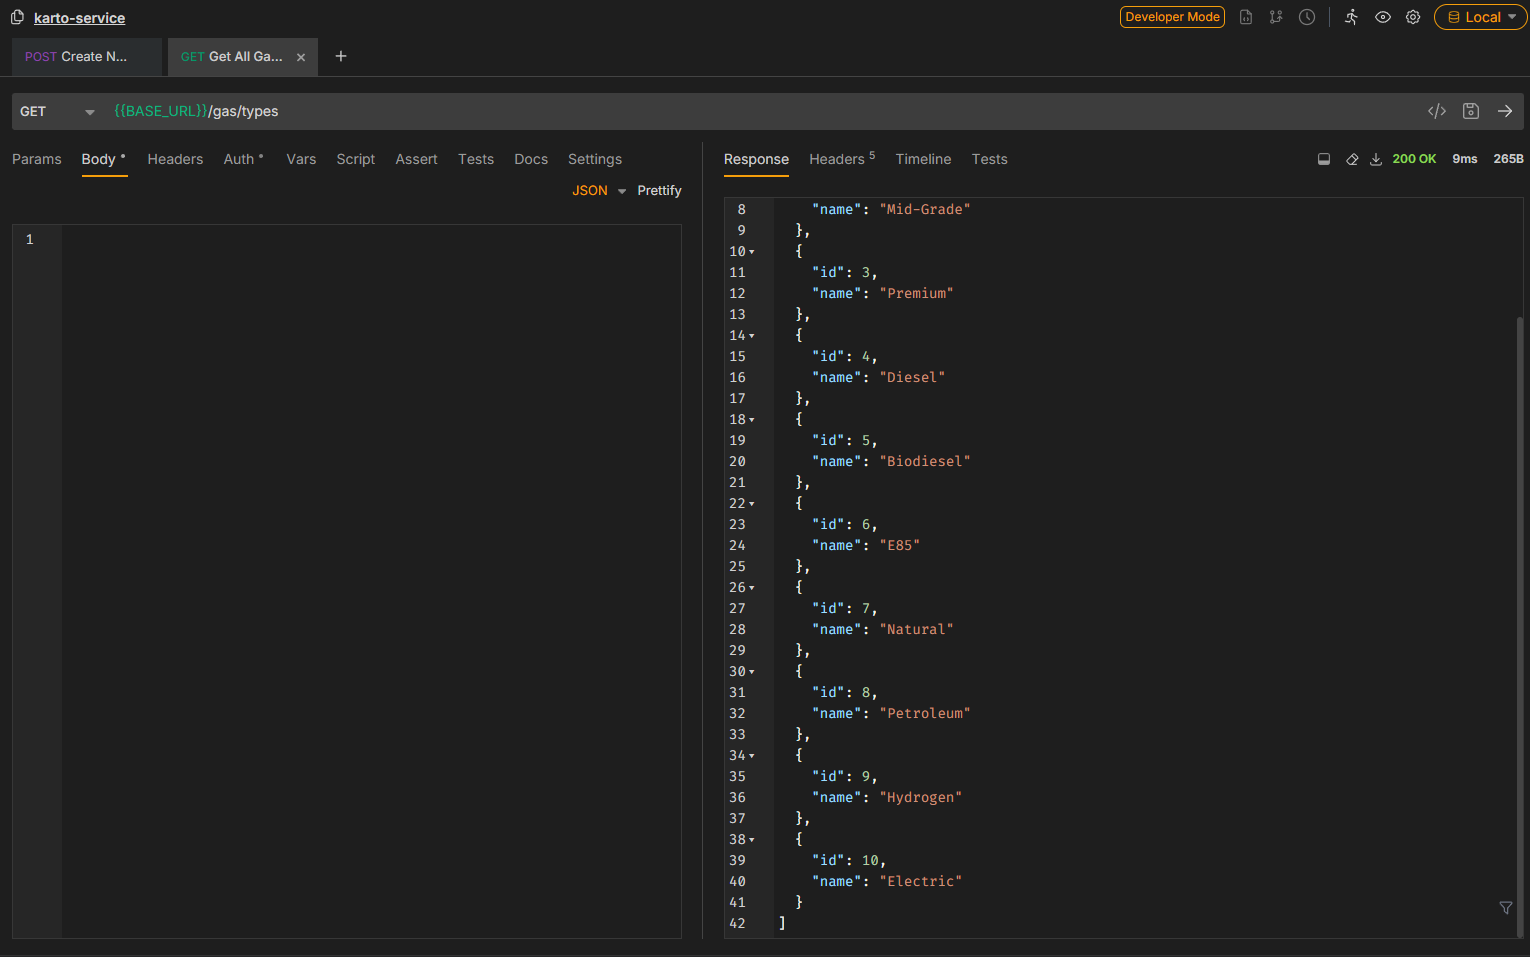 karto-service
Developer Mode
Local
POST Create N...
GET Get All Ga... ×
+
GET
{{BASE_URL}}/gas/types
Params Body Headers Auth Vars Script Assert Tests Docs Settings
JSON Prettify
1
Response Headers 5 Timeline Tests
200 OK 9ms 265B
8 "name": "Mid-Grade"
9 },
10 {
11 "id": 3,
12 "name": "Premium"
13 },
14 {
15 "id": 4,
16 "name": "Diesel"
17 },
18 {
19 "id": 5,
20 "name": "Biodiesel"
21 },
22 {
23 "id": 6,
24 "name": "E85"
25 },
26 {
27 "id": 7,
28 "name": "Natural"
29 },
30 {
31 "id": 8,
32 "name": "Petroleum"
33 },
34 {
35 "id": 9,
36 "name": "Hydrogen"
37 },
38 {
39 "id": 10,
40 "name": "Electric"
41 }
42 ]